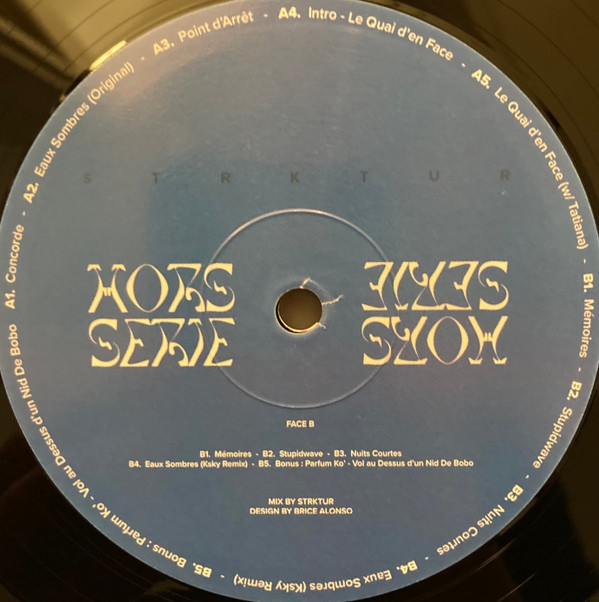 A1. Concorde - A2. Eaux Sombres (Original) - A3. Point d'Arrêt - A4. Intro - Le Quai d'en Face - A5. Le Quai d'en Face (w/ Tatiana) - B1. Mémoires - B2. Stupidwave - B3. Nuits Courtes - B4. Eaux Sombres (Ksky Remix) - B5. Bonus : Parfum Ko' - Vol au Dessus d'un Nid De Bobo
STRKTUR
HORS
SERIE
HORS
SERIE
FACE B
B1. Mémoires - B2. Stupidwave - B3. Nuits Courtes
B4. Eaux Sombres (Ksky Remix) - B5. Bonus : Parfum Ko' - Vol au Dessus d'un Nid De Bobo
MIX BY STRKTUR
DESIGN BY BRICE ALONSO